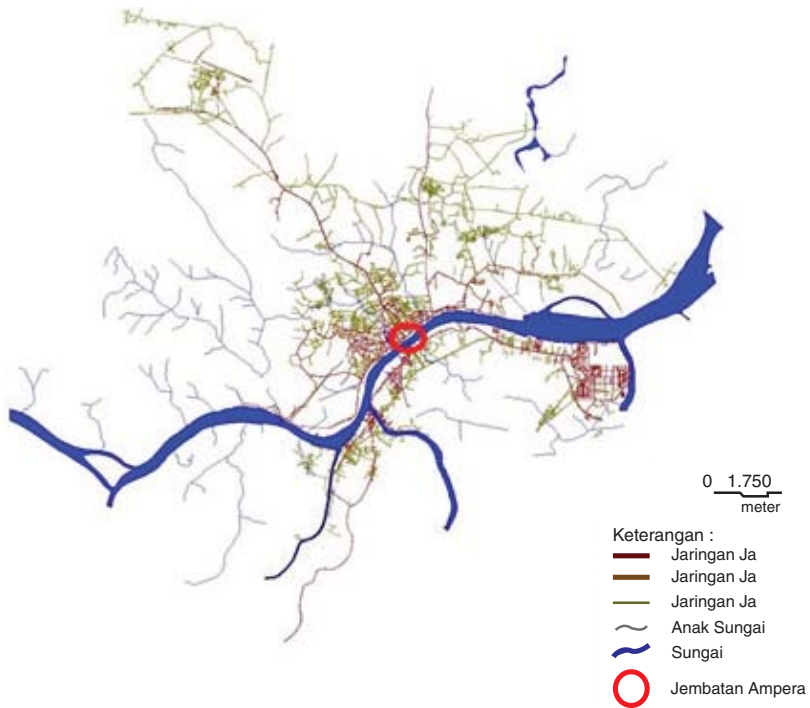 0 1.750
meter
Keterangan :
Jaringan Ja
Jaringan Ja
Jaringan Ja
Anak Sungai
Sungai
Jembatan Ampera